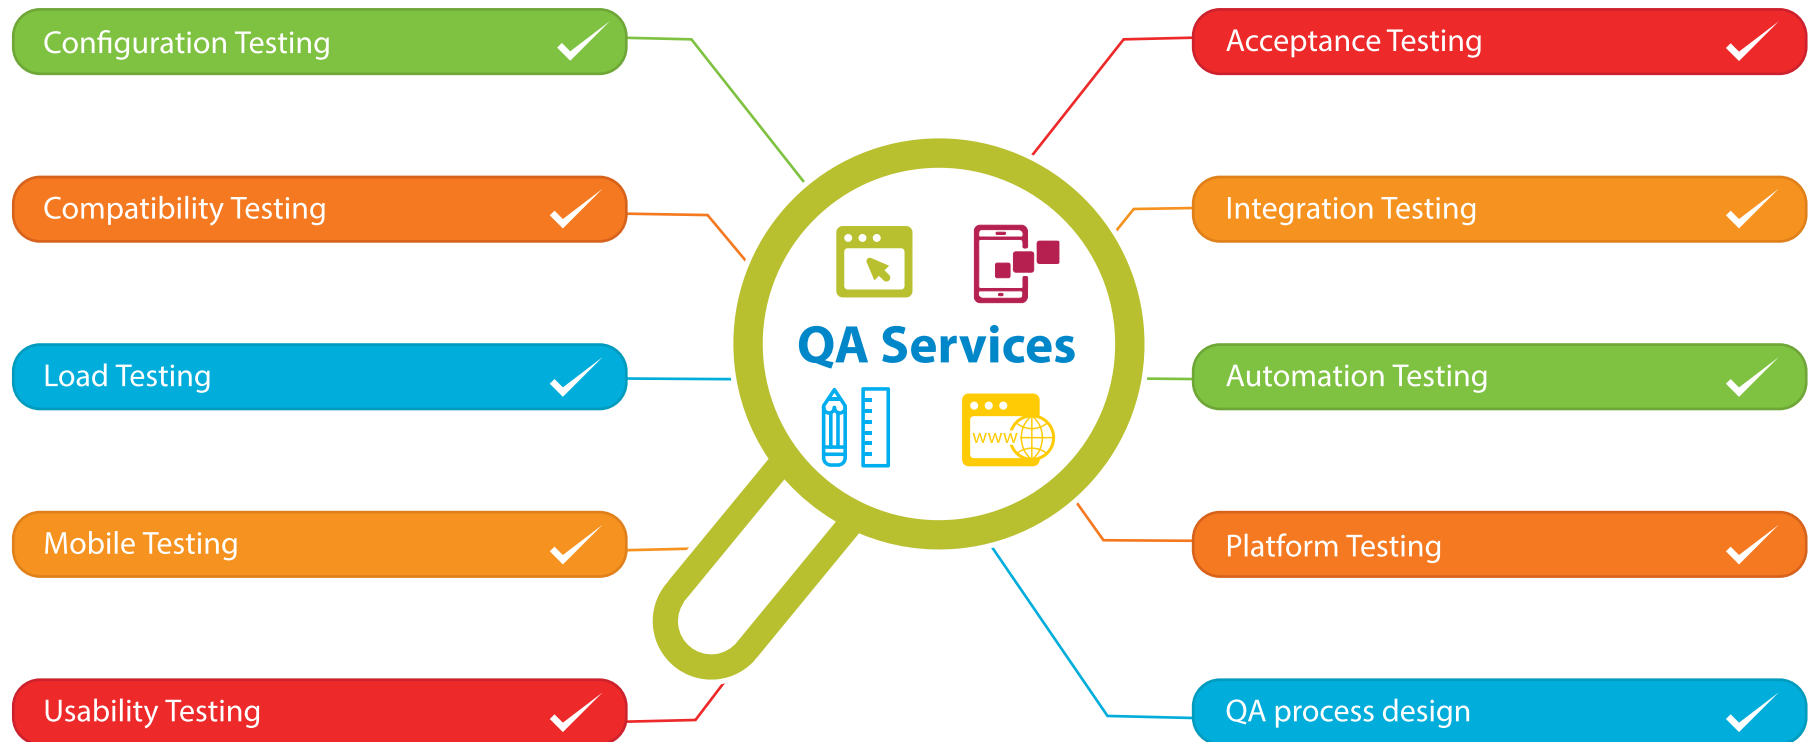 Configuration Testing
Compatibility Testing
Load Testing
Mobile Testing
Usability Testing
QA Services
www
Acceptance Testing
Integration Testing
Automation Testing
Platform Testing
QA process design